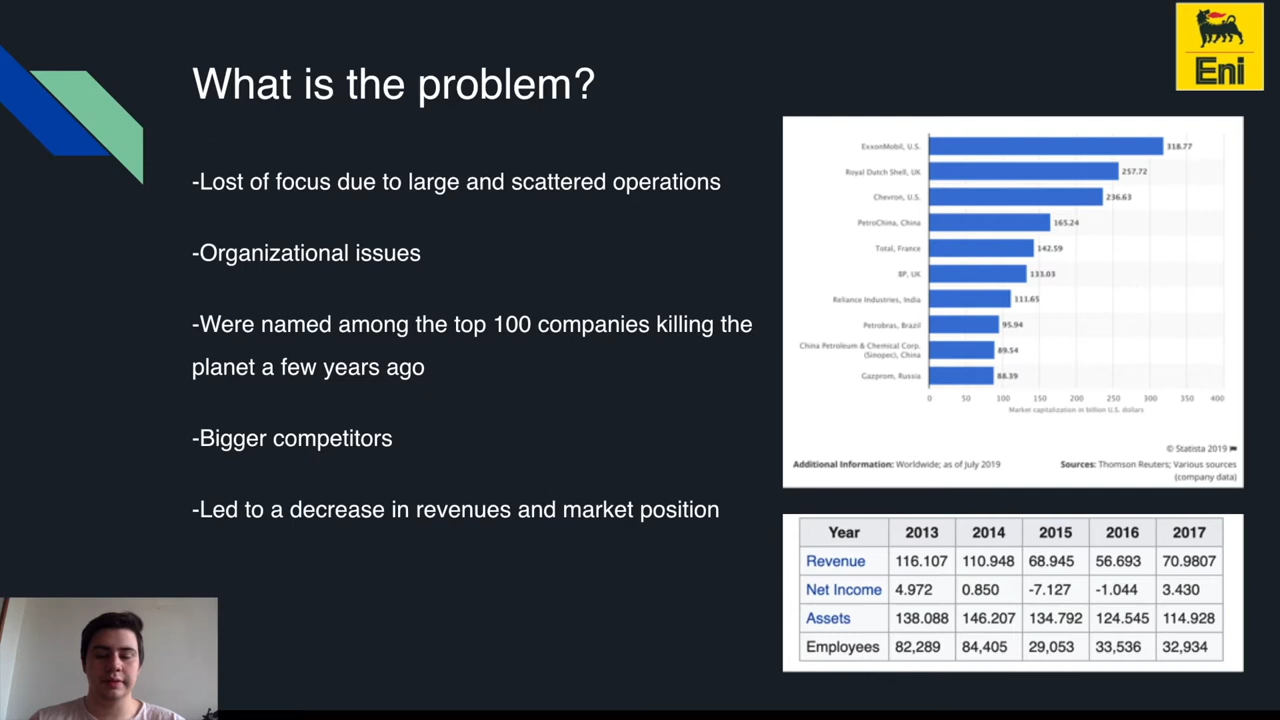 What is the problem?
Eni
-Lost of focus due to large and scattered operations
-Organizational issues
-Were named among the top 100 companies killing the
planet a few years ago
-Bigger competitors
-Led to a decrease in revenues and market position
ExxonMobil, U.S. 318.77
Royal Dutch Shell, UK 257.72
Chevron, U.S. 236.63
PetroChina, China 165.24
Total, France 142.59
BP, UK 133.03
Reliance Industries, India 111.65
Petrobras, Brazil 95.94
China Petroleum & Chemical Corp.
(Sinopec), China 89.54
Gazprom, Russia 88.39
0 50 100 150 200 250 300 350 400
Market capitalization in billion U.S. dollars
© Statista 2019
Additional Information: Worldwide; as of July 2019
Sources: Thomson Reuters; Various sources
(company data)
Year 2013 2014 2015 2016 2017
Revenue 116.107 110.948 68.945 56.693 70.9807
Net Income 4.972 0.850 -7.127 -1.044 3.430
Assets 138.088 146.207 134.792 124.545 114.928
Employees 82,289 84,405 29,053 33,536 32,934